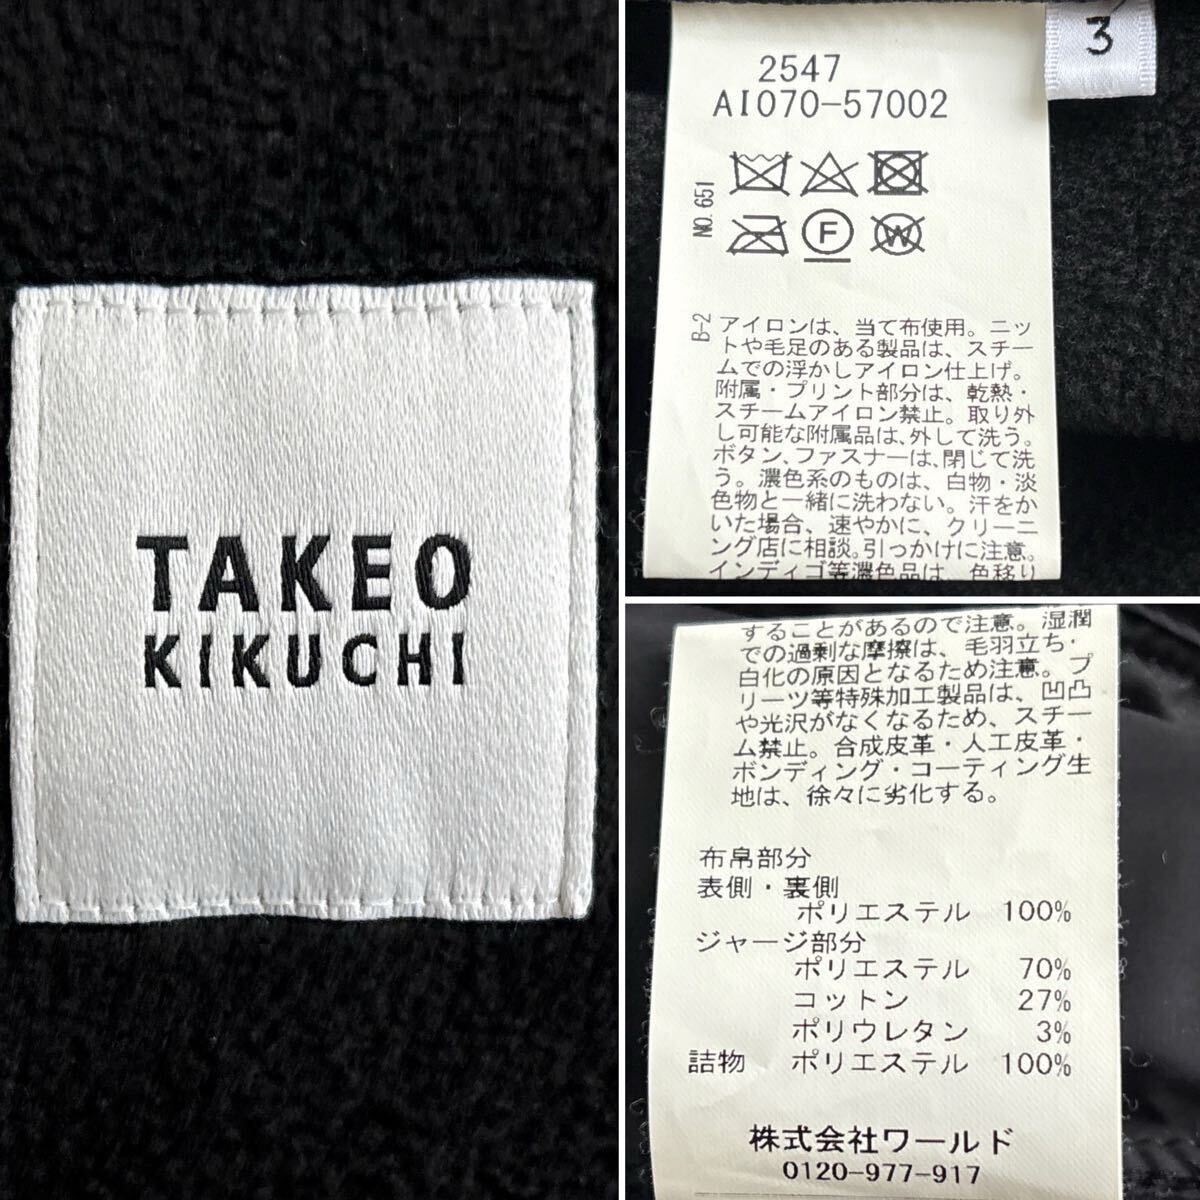 TAKEO
KIKUCHI
3
2547
AI070-57002
NO.651
F
W
B-2
アイロンは、当て布使用。ニッ
トや毛足のある製品は、スチー
ムでの浮かしアイロン仕上げ。
附属・プリント部分は、乾熱・
スチームアイロン禁止。取り外
し可能な附属品は、外して洗う。
ボタン、ファスナーは、閉じて洗
う。濃色系のものは、白物・淡
色物と一緒に洗わない。汗をか
いた場合、速やかに、クリーニ
ング店に相談。引っかけに注意。
インディゴ等濃色品は、色移り
することがあるので注意。湿潤
での過剰な摩擦は、毛羽立ち・
白化の原因となるため注意。プ
リーツ等特殊加工製品は、凹凸
や光沢がなくなるため、スチー
ム禁止。合成皮革・人工皮革・
ボンディング・コーティング生
地は、徐々に劣化する。
布帛部分
表側・裏側
ポリエステル 100%
ジャージ部分
ポリエステル 70%
コットン 27%
ポリウレタン 3%
詰物 ポリエステル 100%
株式会社ワールド
0120-977-917